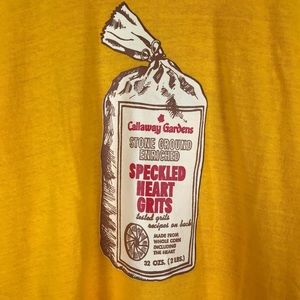 Callaway Gardens
STONE GROUND
ENRICHED
SPECKLED
HEART
GRITS
tested grits
recipes on back
MADE FROM
WHOLE CORN
INCLUDING
THE HEART
32 OZS. (2 LBS.)